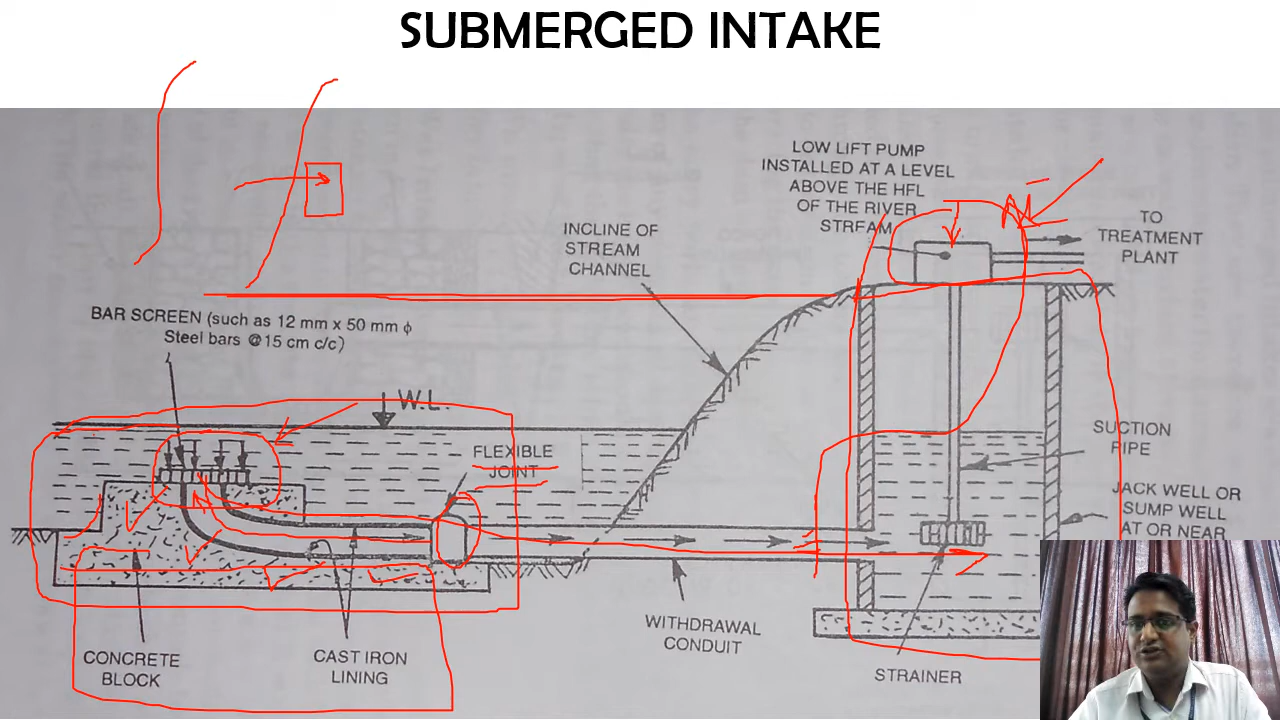 SUBMERGED INTAKE
LOW LIFT PUMP
INSTALLED AT A LEVEL
ABOVE THE HFL
OF THE RIVER
STREAM
TO
TREATMENT
PLANT
INCLINE OF
STREAM
CHANNEL
BAR SCREEN (such as 12 mm x 50 mm ϕ
Steel bars @15 cm c/c)
W.L.
FLEXIBLE
JOINT
SUCTION
PIPE
JACK WELL OR
SUMP WELL
AT OR NEAR
WITHDRAWAL
CONDUIT
STRAINER
CONCRETE
BLOCK
CAST IRON
LINING